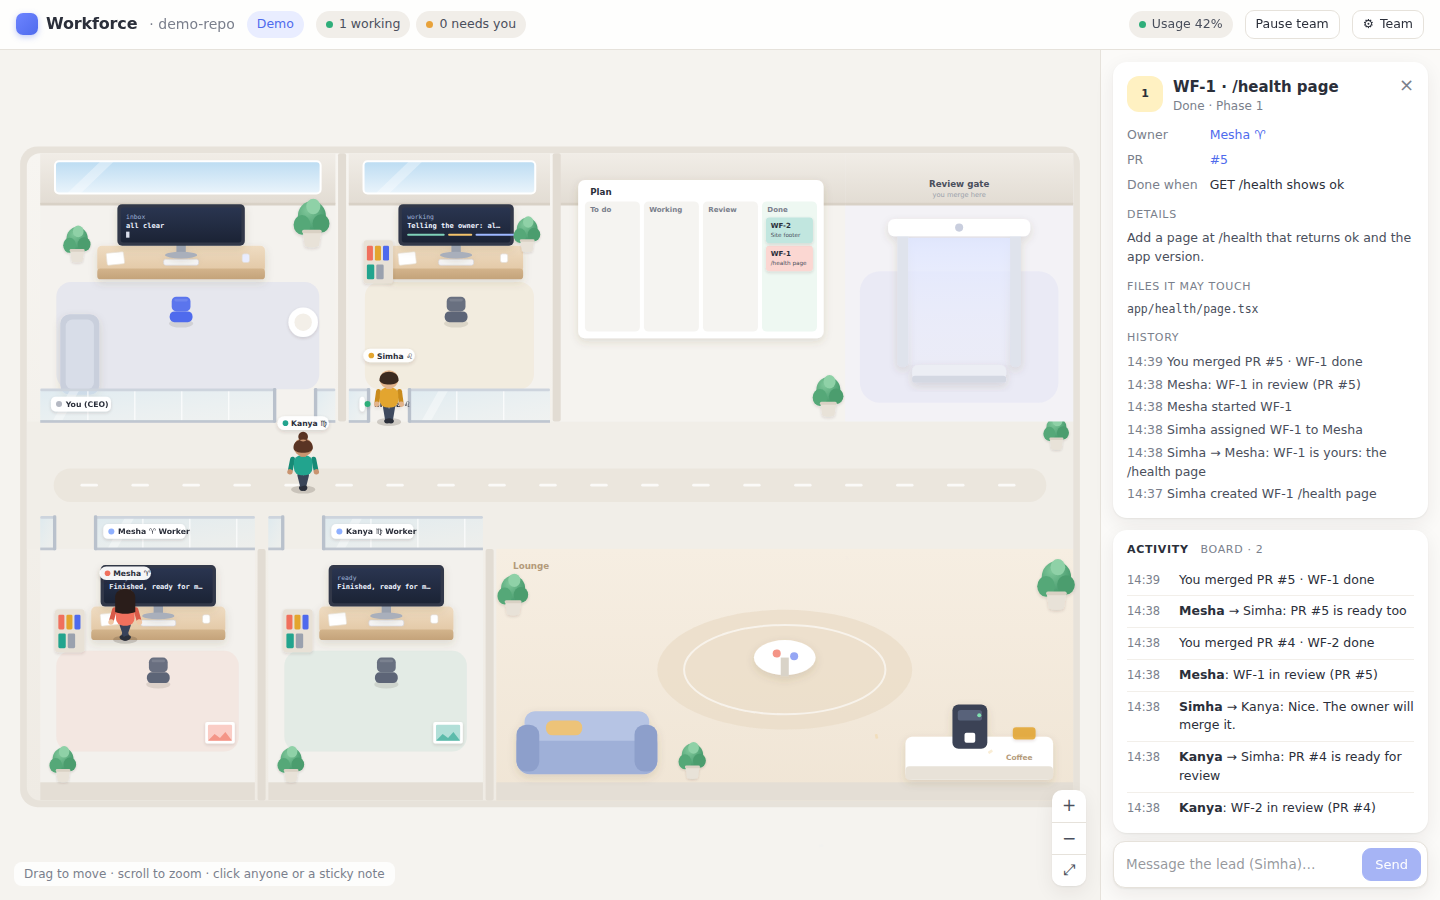 Workforce · demo-repo Demo 1 working 0 needs you Usage 42% Pause team ⚙ Team
inbox
all clear
working
Telling the owner: al…
Plan
To do Working Review Done
WF-2
Site footer
WF-1
/health page
Review gate
you merge here
Simha ♌
You (CEO)
Kanya ♍
Mesha ♈ Worker
Kanya ♍ Worker
Mesha ♈
Finished, ready for m…
ready
Finished, ready for m…
Lounge
Coffee
+
−
Drag to move · scroll to zoom · click anyone or a sticky note
1
WF-1 · /health page
×
Done · Phase 1
Owner Mesha ♈
PR #5
Done when GET /health shows ok
DETAILS
Add a page at /health that returns ok and the
app version.
FILES IT MAY TOUCH
app/health/page.tsx
HISTORY
14:39 You merged PR #5 · WF-1 done
14:38 Mesha: WF-1 in review (PR #5)
14:38 Mesha started WF-1
14:38 Simha assigned WF-1 to Mesha
14:38 Simha → Mesha: WF-1 is yours: the
/health page
14:37 Simha created WF-1 /health page
ACTIVITY BOARD · 2
14:39 You merged PR #5 · WF-1 done
14:38 Mesha → Simha: PR #5 is ready too
14:38 You merged PR #4 · WF-2 done
14:38 Mesha: WF-1 in review (PR #5)
14:38 Simha → Kanya: Nice. The owner will
merge it.
14:38 Kanya → Simha: PR #4 is ready for
review
14:38 Kanya: WF-2 in review (PR #4)
Message the lead (Simha)… Send